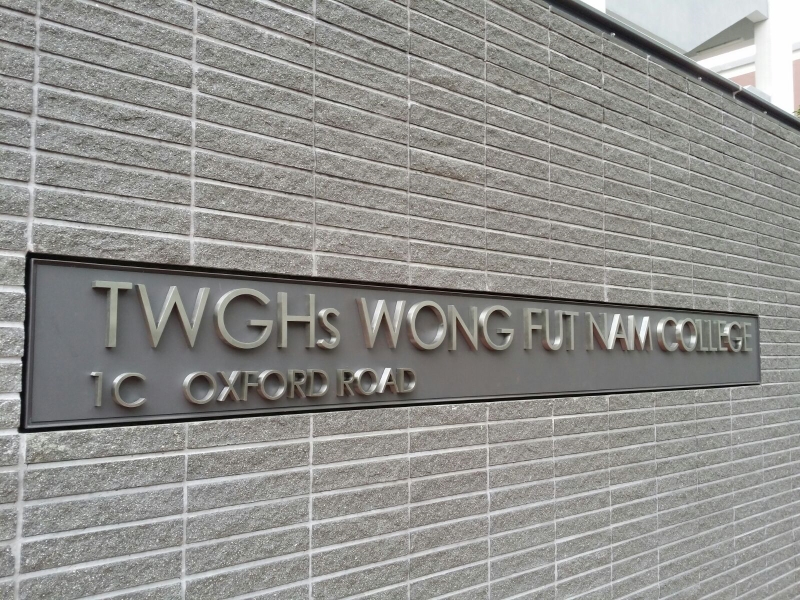 TWGHs WONG FUT NAM COLLEGE
1C OXFORD ROAD